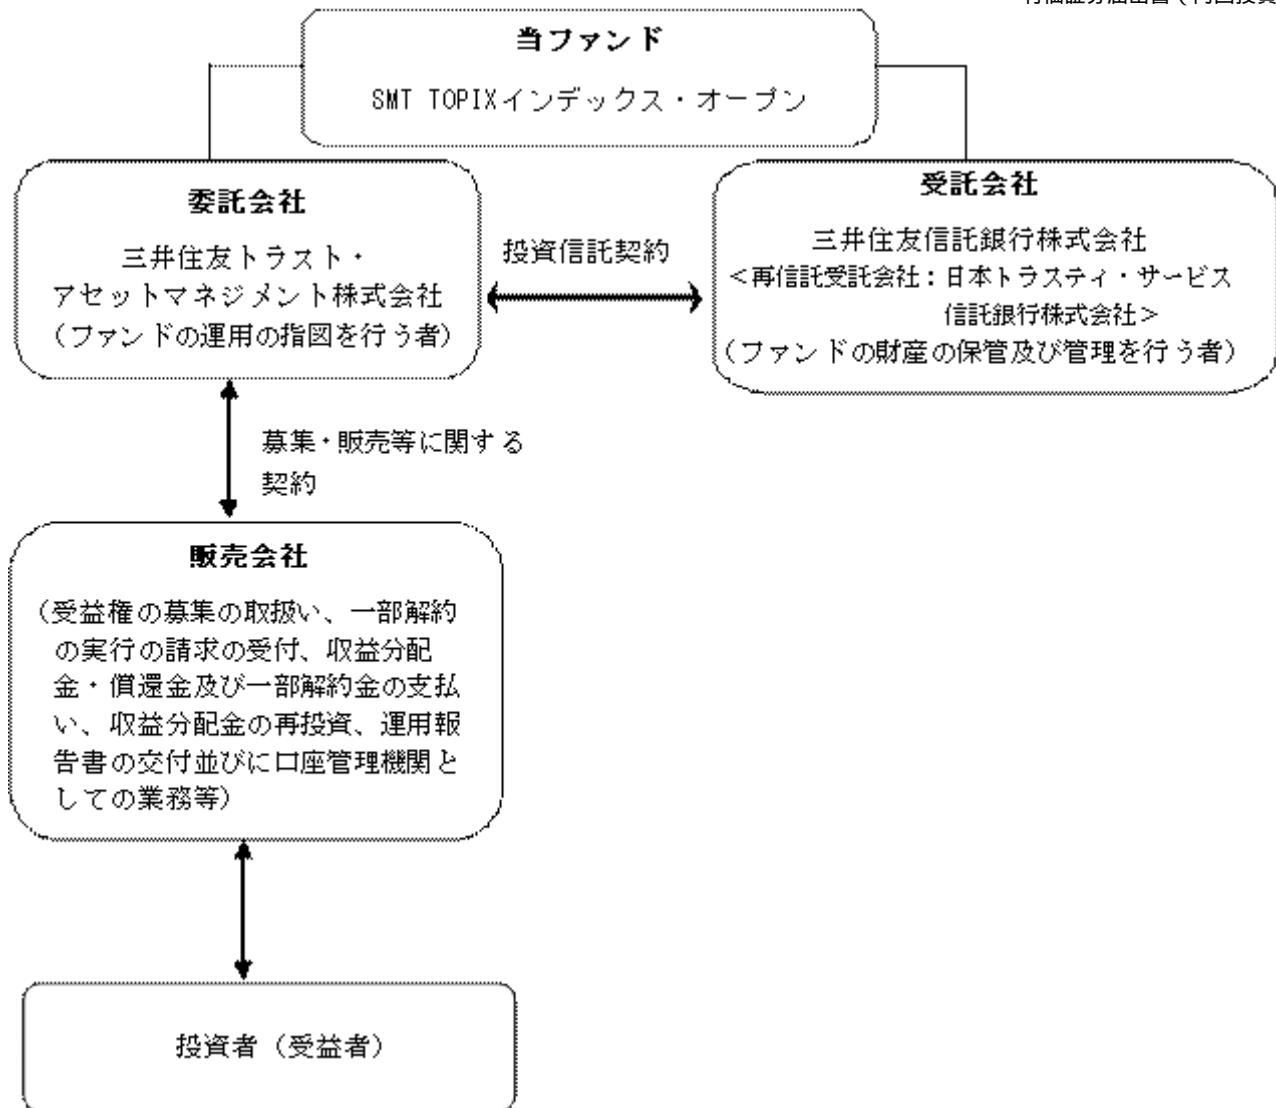 当ファンド
SMT TOPIXインデックス・オープン
委託会社
三井住友トラスト・
アセットマネジメント株式会社
(ファンドの運用の指図を行う者)
投資信託契約
受託会社
三井住友信託銀行株式会社
<再信託受託会社：日本トラスティ・サービス
信託銀行株式会社>
(ファンドの財産の保管及び管理を行う者)
募集・販売等に関する
契約
販売会社
(受益権の募集の取扱い、一部解約
の実行の請求の受付、収益分配
金・償還金及び一部解約金の支払
い、収益分配金の再投資、運用報
告書の交付並びに口座管理機関と
しての業務等)
投資者（受益者）